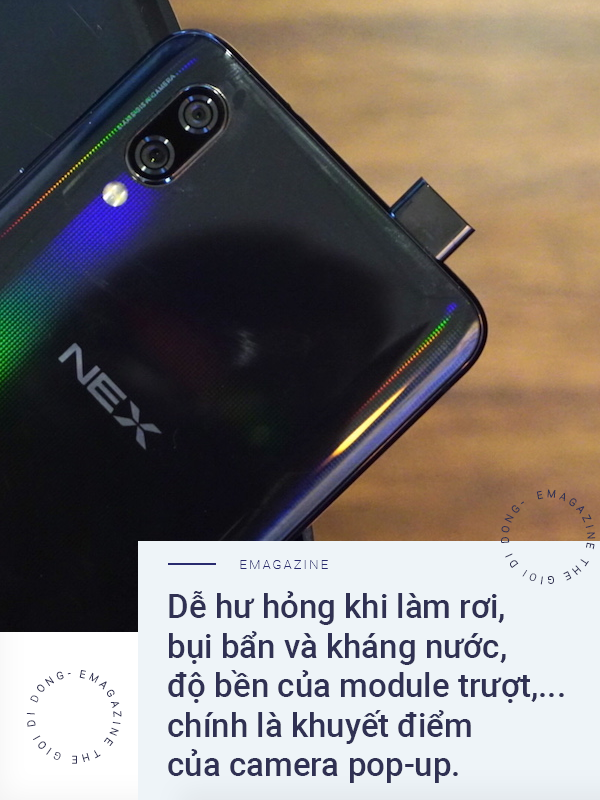 NEX
EMAGAZINE THE GIOI DI DONG-
EMAGAZINE
Dễ hư hỏng khi làm rơi,
bụi bẩn và kháng nước,
độ bền của module trượt,...
chính là khuyết điểm
của camera pop-up.
EMAGAZINE THE GIOI DI DONG-